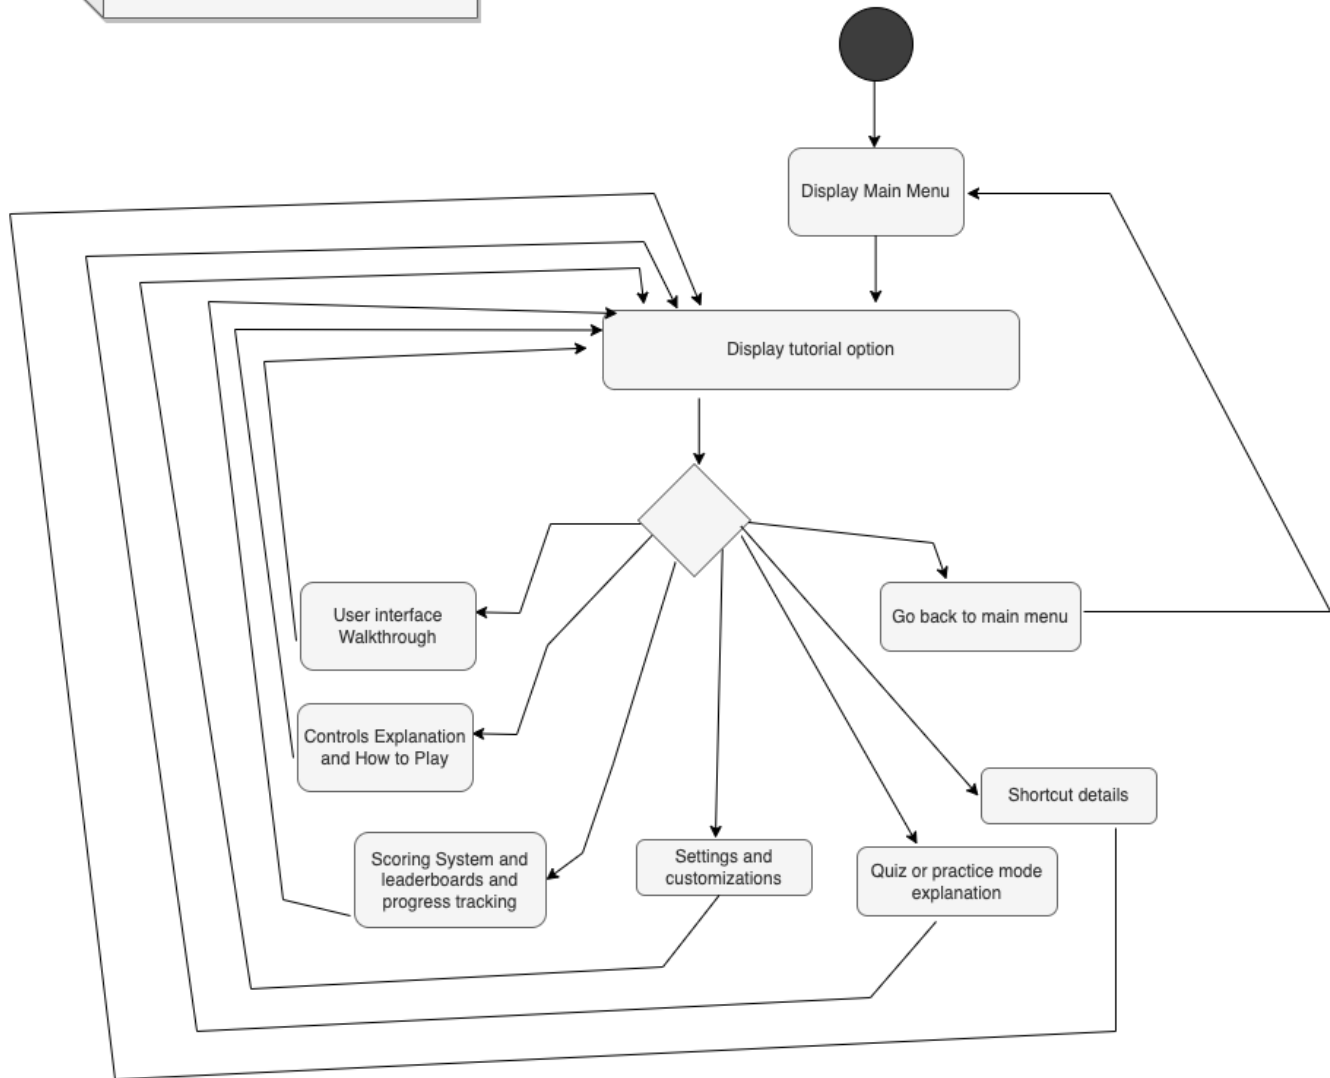 Display Main Menu
Display tutorial option
User interface
Walkthrough
Go back to main menu
Controls Explanation
and How to Play
Shortcut details
Scoring System and
leaderboards and
progress tracking
Settings and
customizations
Quiz or practice mode
explanation